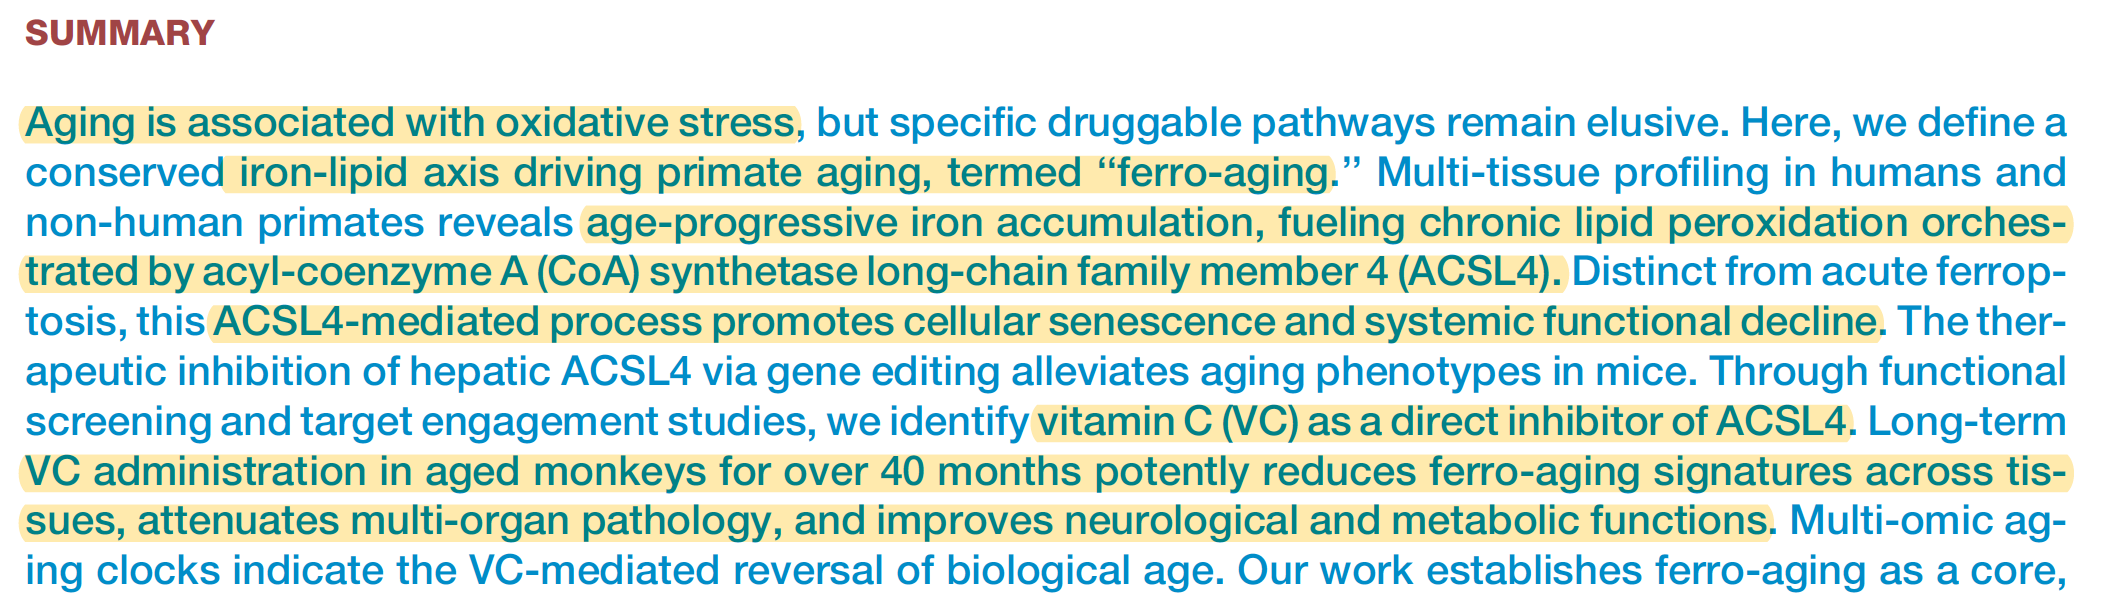 SUMMARY
Aging is associated with oxidative stress, but specific druggable pathways remain elusive. Here, we define a
conserved iron-lipid axis driving primate aging, termed “ferro-aging.” Multi-tissue profiling in humans and
non-human primates reveals age-progressive iron accumulation, fueling chronic lipid peroxidation orches-
trated by acyl-coenzyme A (CoA) synthetase long-chain family member 4 (ACSL4). Distinct from acute ferrop-
tosis, this ACSL4-mediated process promotes cellular senescence and systemic functional decline. The ther-
apeutic inhibition of hepatic ACSL4 via gene editing alleviates aging phenotypes in mice. Through functional
screening and target engagement studies, we identify vitamin C (VC) as a direct inhibitor of ACSL4. Long-term
VC administration in aged monkeys for over 40 months potently reduces ferro-aging signatures across tis-
sues, attenuates multi-organ pathology, and improves neurological and metabolic functions. Multi-omic ag-
ing clocks indicate the VC-mediated reversal of biological age. Our work establishes ferro-aging as a core,